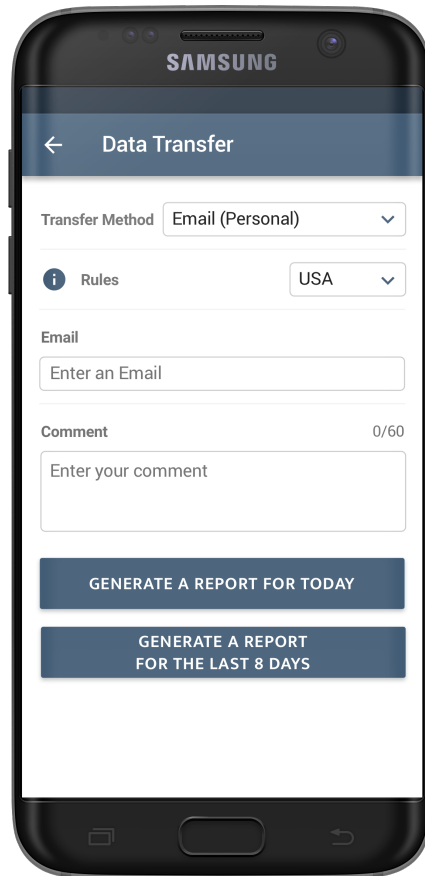 SAMSUNG
Data Transfer
Transfer Method Email (Personal)
Rules USA
Email
Enter an Email
Comment 0/60
Enter your comment
GENERATE A REPORT FOR TODAY
GENERATE A REPORT
FOR THE LAST 8 DAYS